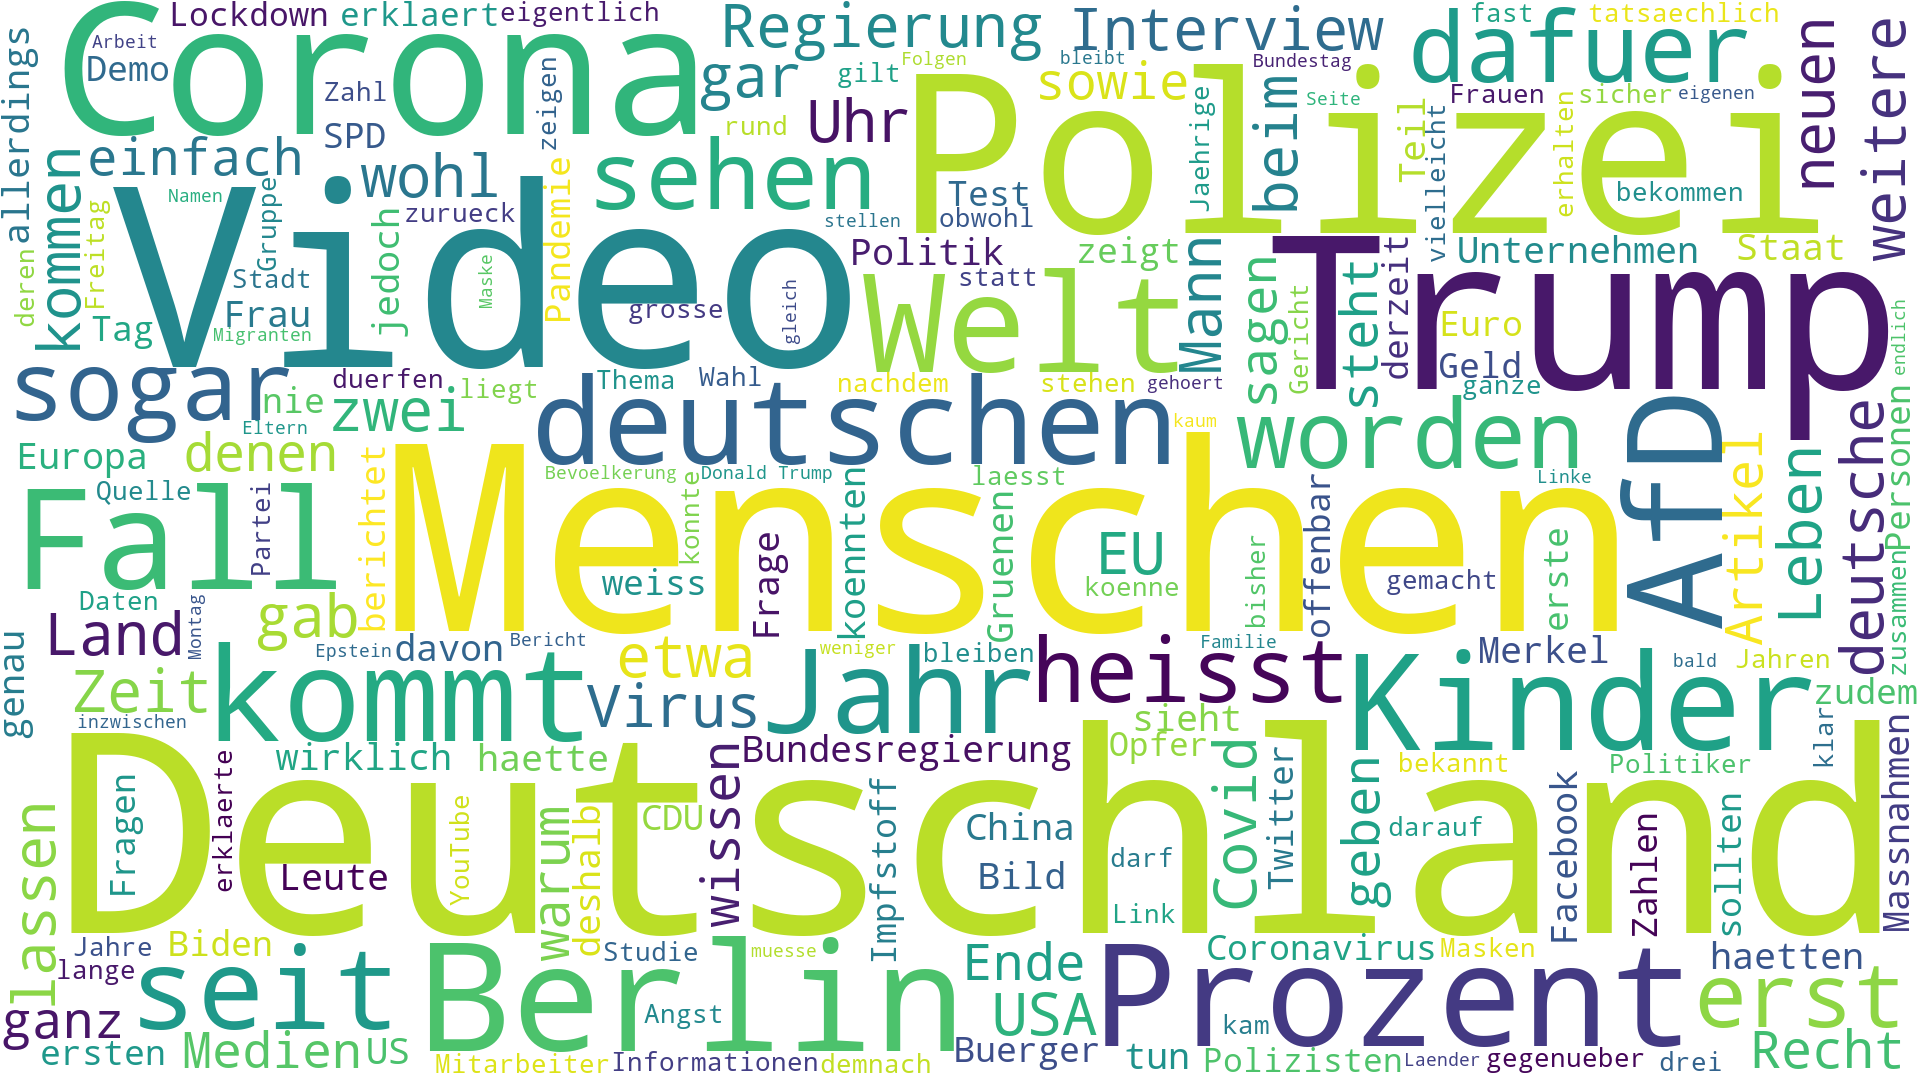 Corona
Lockdown
erklaert
eigentlich
Regierung
Interview
fast
tatsaechlich
dafuer
neuen
weitere
allerdings
Arbeit
Demo
Zahl
SPD
zeigen
gar
Folgen
gilt
bleibt
sowie
Bundestag
Polizei
Uhr
rund
Jaehrige
beim
Seite
Frauen
sicher
eigenen
Teil
vielleicht
erhalten
bekommen
kommen
einfach
wohl
sehen
Test
obwohl
Namen
Gruppe
zurueck
Pandemie
stellen
Video
deren
Freitag
Stadt
Frau
jedoch
Maske
Politik
zeigt
statt
Welt
Mann
Unternehmen
Staat
Trump
Tag
Migranten
grosse
gleich
sagen
Gericht
steht
derzeit
Euro
Geld
ganze
endlich
sogar
nie
duerfen
zwei
liegt
Thema
Wahl
nachdem
stehen
gehoert
deutschen
Eltern
kaum
worden
AfD
Artikel
Leben
deutsche
Personen
Europa
denen
Quelle
berichtet
Bevoelkerung
Donald Trump
laesst
Linke
Fall
Partei
Menschen
konnte
Frage
koennten
Gruenen
EU
koenne
bisher
offenbar
gemacht
erste
weiss
Daten
Land
Montag
gab
Epstein
davon
Bericht
etwa
weniger
bleiben
heisst
Familie
Merkel
bald
Jahren
zusammen
zudem
genau
Zeit
inzwischen
kommt
Virus
Jahr
sieht
Kinder
Bundesregierung
Opfer
wirklich
haette
bekannt
Politiker
klar
Massnahmen
Deutschland
Fragen
erklaerte
Leute
YouTube
warum
deshalb
CDU
wissen
Impfstoff
China
Bild
darf
Link
Covid
Twitter
geben
darauf
Facebook
Zahlen
sollten
lassen
Jahre
lange
Biden
seit
Berlin
Studie
muesse
Angst
Ende
USA
Prozent
Coronavirus
Masken
haetten
erst
ganz
ersten
Medien
US
Mitarbeiter
Informationen
demnach
Buerger
tun
kam
Polizisten
Laender
gegenueber
drei
Recht